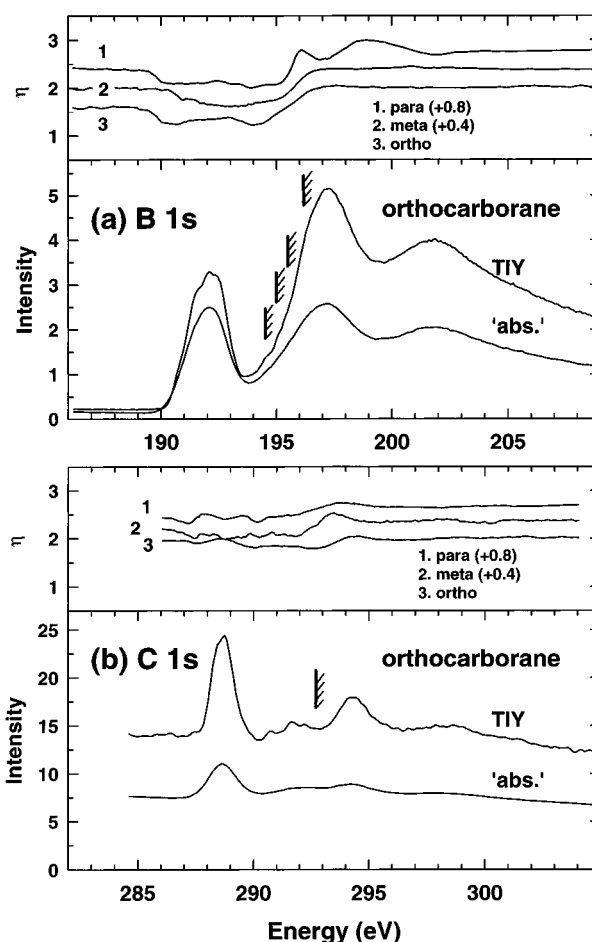 3
2
1
η
1
2
3
1. para (+0.8)
2. meta (+0.4)
3. ortho
5
4
3
2
1
0
Intensity
(a) B 1s
orthocarborane
TIY
'abs.'
190 195 200 205
3
2
1
η
1
2
3
1. para (+0.8)
2. meta (+0.4)
3. ortho
25
20
15
10
5
0
Intensity
(b) C 1s
orthocarborane
TIY
'abs.'
285 290 295 300
Energy (eV)